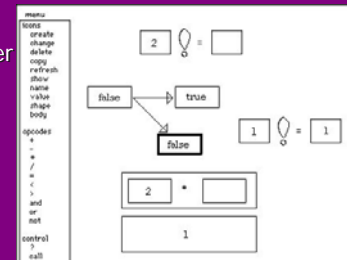 menu
icons
create
change
delete
copy
refresh
show
name
value
shape
body
opcodes
+
-
*
/
=
<
>
and
or
not
control
?
call
er
2 ! =
false true
false
1 ! = 1
2 *
1